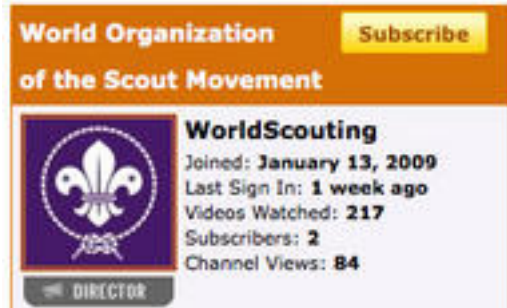 World Organization
of the Scout Movement
Subscribe
WorldScouting
Joined: January 13, 2009
Last Sign In: 1 week ago
Videos Watched: 217
Subscribers: 2
Channel Views: 84
DIRECTOR